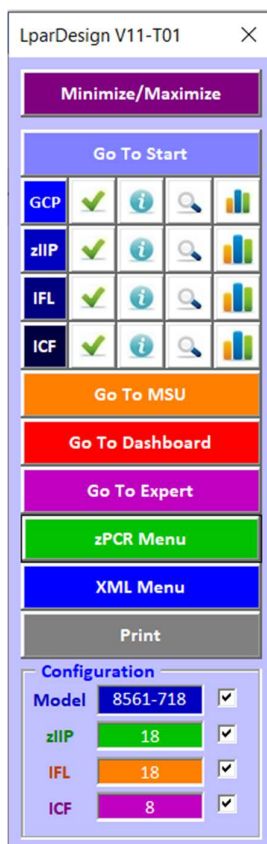 LparDesign V11-T01
Minimize/Maximize
Go To Start
GCP
zIIP
IFL
ICF
Go To MSU
Go To Dashboard
Go To Expert
zPCR Menu
XML Menu
Print
Configuration
Model 8561-718
zIIP 18
IFL 18
ICF 8